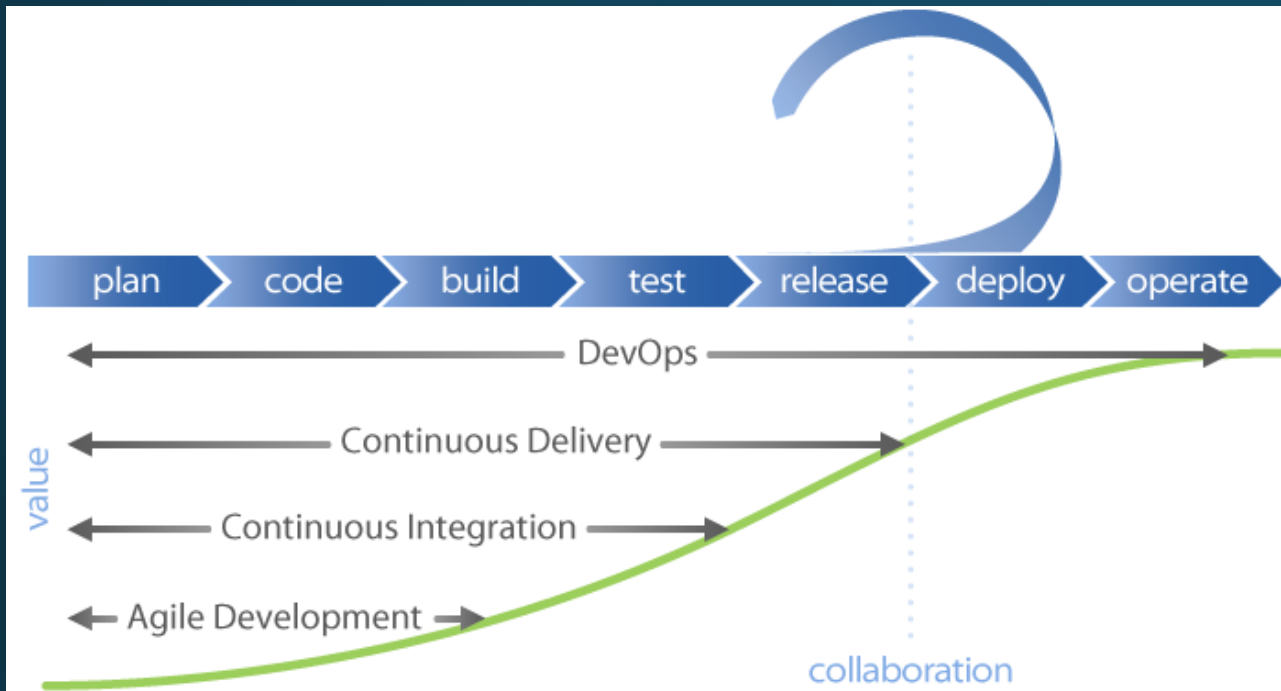 plan code build test release deploy operate
DevOps
Continuous Delivery
value
Continuous Integration
Agile Development
collaboration